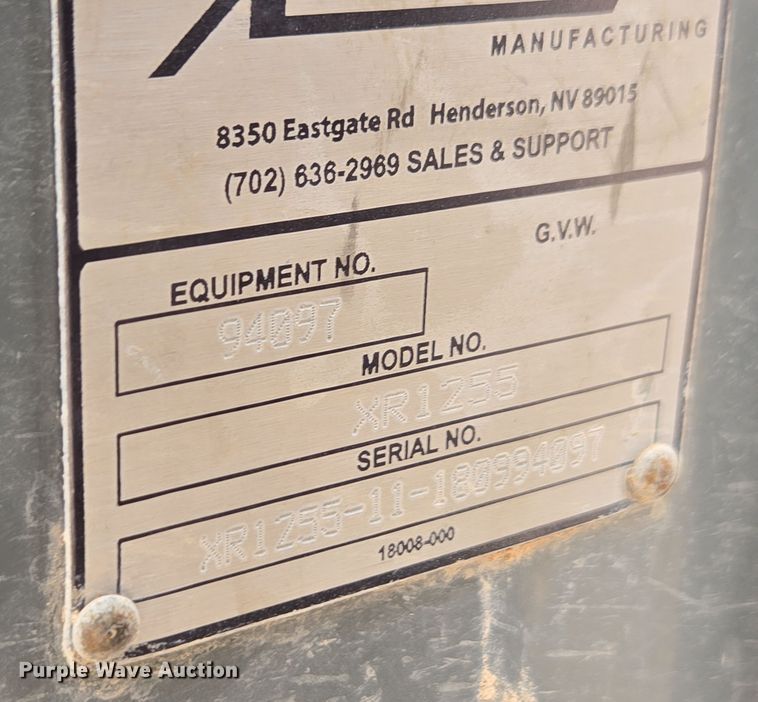 MANUFACTURING
8350 Eastgate Rd Henderson, NV 89015
(702) 636-2969 SALES & SUPPORT
G.V.W.
EQUIPMENT NO.
94097
MODEL NO.
XR1255
SERIAL NO.
XR1255-11-180994097
18008-000
Purple Wave Auction